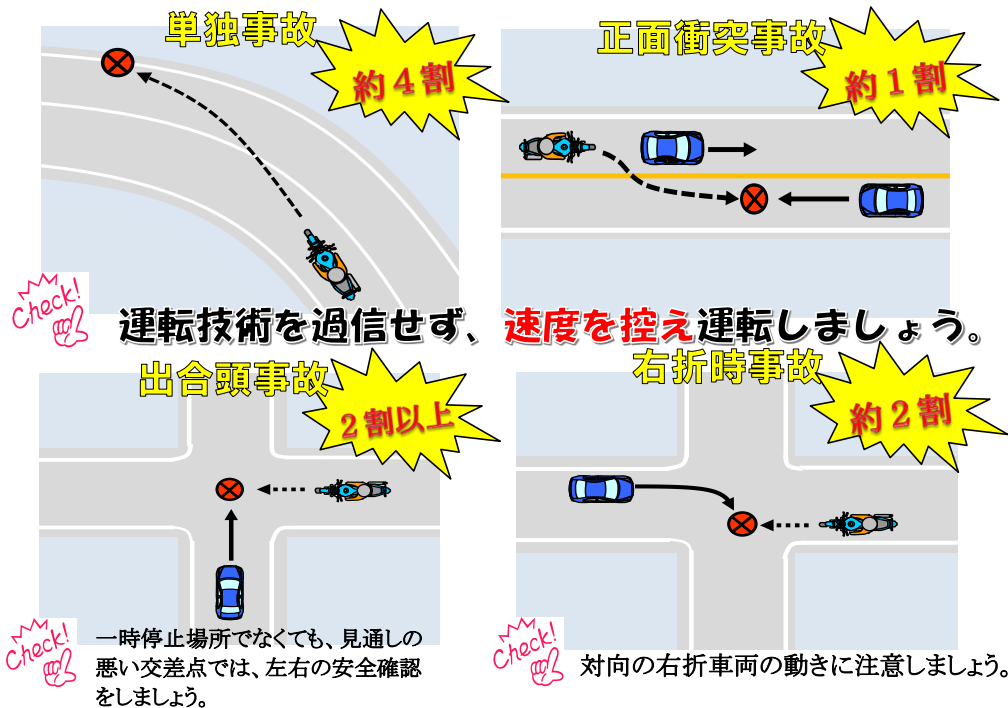 単独事故
約４割
正面衝突事故
約１割
Check!
運転技術を過信せず、速度を控え運転しましょう。
出合頭事故
２割以上
右折時事故
約２割
Check!
一時停止場所でなくても、見通しの
悪い交差点では、左右の安全確認
をしましょう。
Check!
対向の右折車両の動きに注意しましょう。